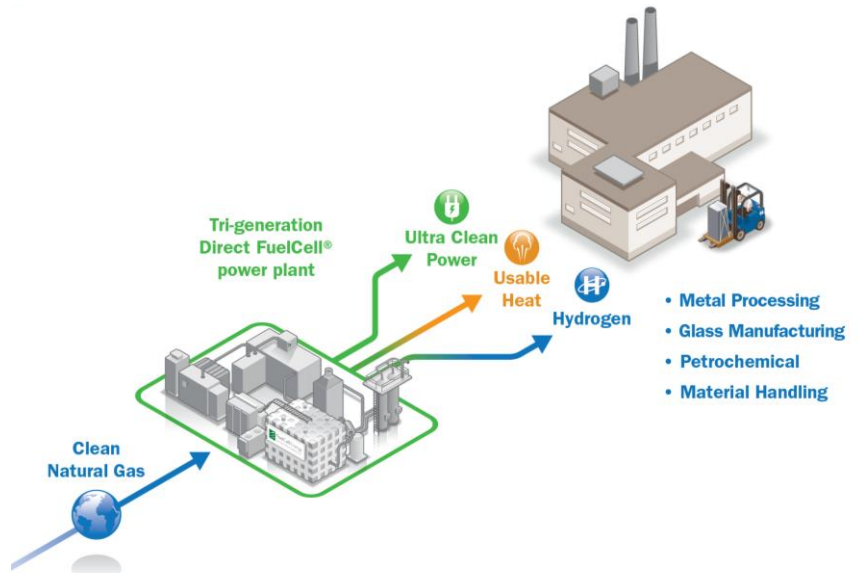 Tri-generation
Direct FuelCell®
power plant
Ultra Clean
Power
Usable
Heat
Hydrogen
• Metal Processing
• Glass Manufacturing
• Petrochemical
• Material Handling
Clean
Natural Gas